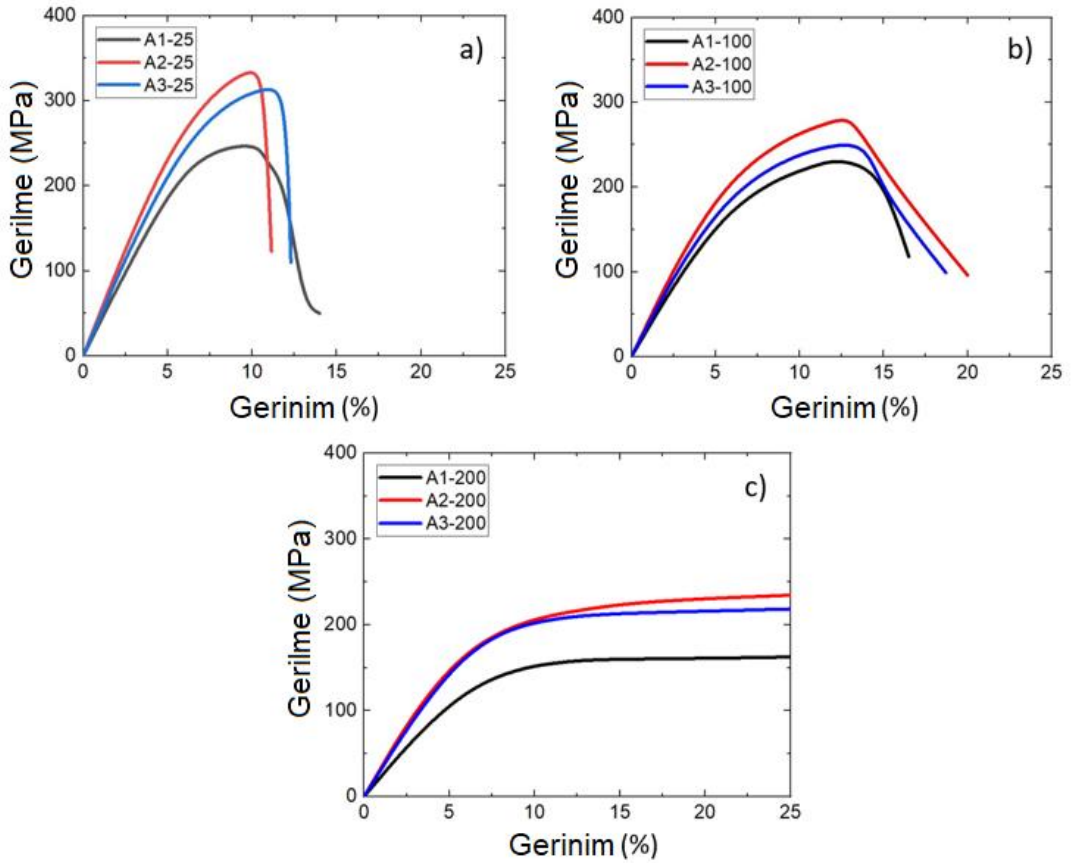 a)
A1-25
A2-25
A3-25
Gerilme (MPa)
400
300
200
100
0
0 5 10 15 20 25
Gerinim (%)
b)
A1-100
A2-100
A3-100
Gerilme (MPa)
400
300
200
100
0
0 5 10 15 20 25
Gerinim (%)
c)
A1-200
A2-200
A3-200
Gerilme (MPa)
400
300
200
100
0
0 5 10 15 20 25
Gerinim (%)